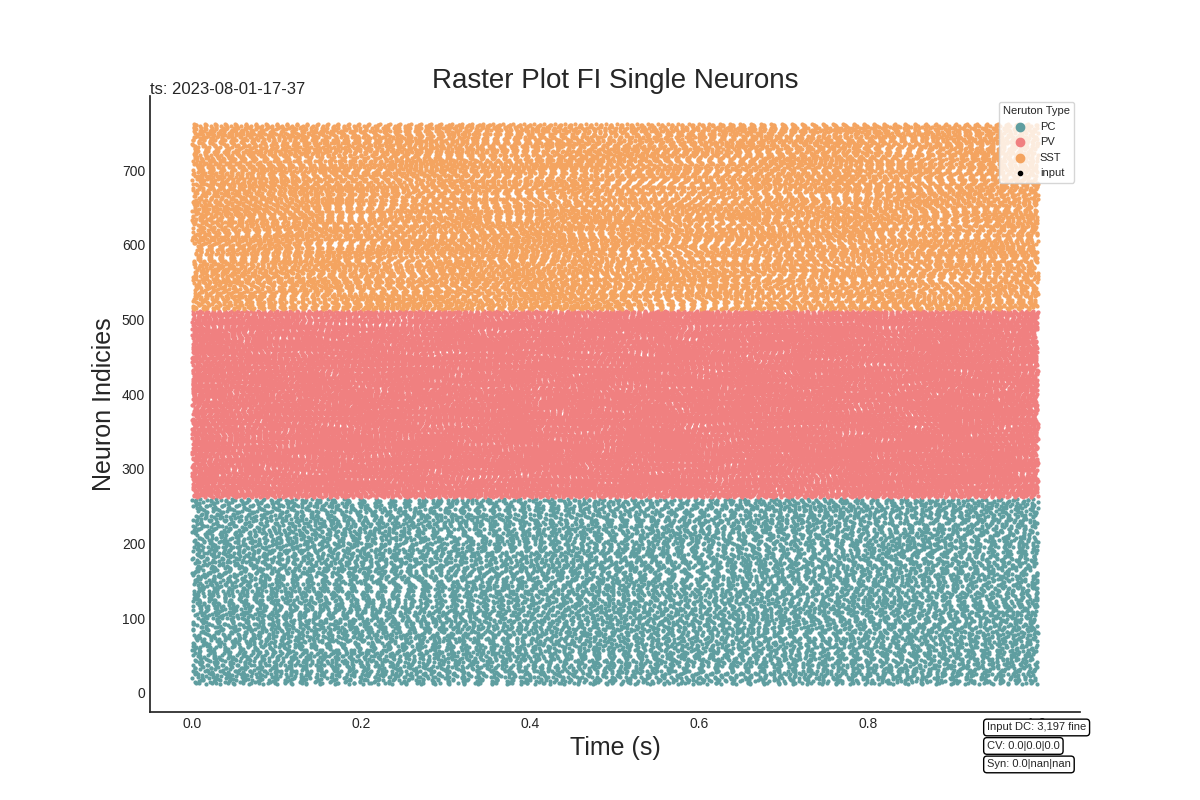 Raster Plot FI Single Neurons
ts: 2023-08-01-17-37
Neruton Type
PC
PV
SST
input
Neuron Indicies
700
600
500
400
300
200
100
0
0.0 0.2 0.4 0.6 0.8
Time (s)
Input DC: 3,197 fine
CV: 0.0|0.0|0.0
Syn: 0.0|nan|nan